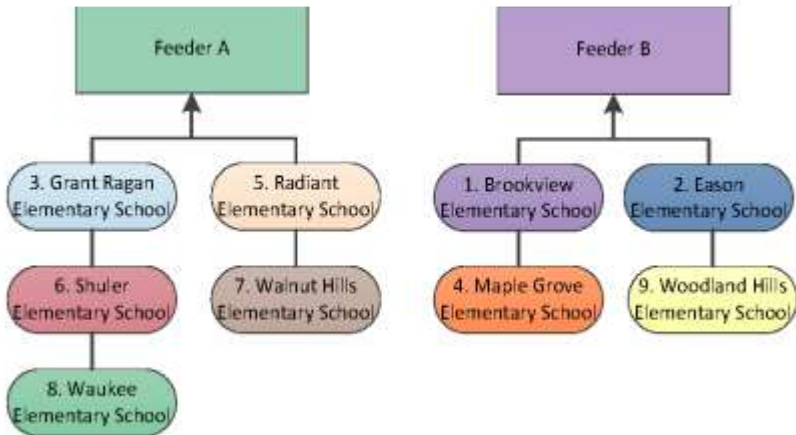 Feeder A
Feeder B
3. Grant Ragan
Elementary School
5. Radiant
Elementary School
1. Brookview
Elementary School
2. Eason
Elementary School
6. Shuler
Elementary School
7. Walnut Hills
Elementary School
4. Maple Grove
Elementary School
9. Woodland Hills
Elementary School
8. Waukee
Elementary School